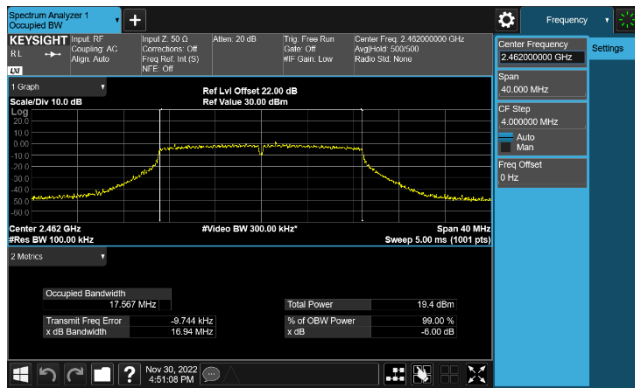 Spectrum Analyzer 1
Occupied BW
+
Frequency
KEYSIGHT
RL
LXI
Input: RF
Coupling: AC
Align: Auto
Input Z: 50 Ω
Corrections: Off
Freq Ref: Int (S)
NFE: Off
Atten: 20 dB
Trig: Free Run
Gate: Off
#IF Gain: Low
Center Freq: 2.462000000 GHz
Avg|Hold: 500/500
Radio Std: None
Center Frequency
2.462000000 GHz
Settings
Span
40.000 MHz
CF Step
4.000000 MHz
Auto
Man
Freq Offset
0 Hz
1 Graph
Scale/Div 10.0 dB
Ref Lvl Offset 22.00 dB
Ref Value 30.00 dBm
Log
20.0
10.0
0.00
-10.0
-20.0
-30.0
-40.0
-50.0
-60.0
Center 2.462 GHz
#Res BW 100.00 kHz
#Video BW 300.00 kHz*
Span 40 MHz
Sweep 5.00 ms (1001 pts)
2 Metrics
Occupied Bandwidth
17.567 MHz
Total Power 19.4 dBm
Transmit Freq Error -9.744 kHz
% of OBW Power 99.00 %
x dB Bandwidth 16.94 MHz
x dB -6.00 dB
?
Nov 30, 2022
4:51:08 PM